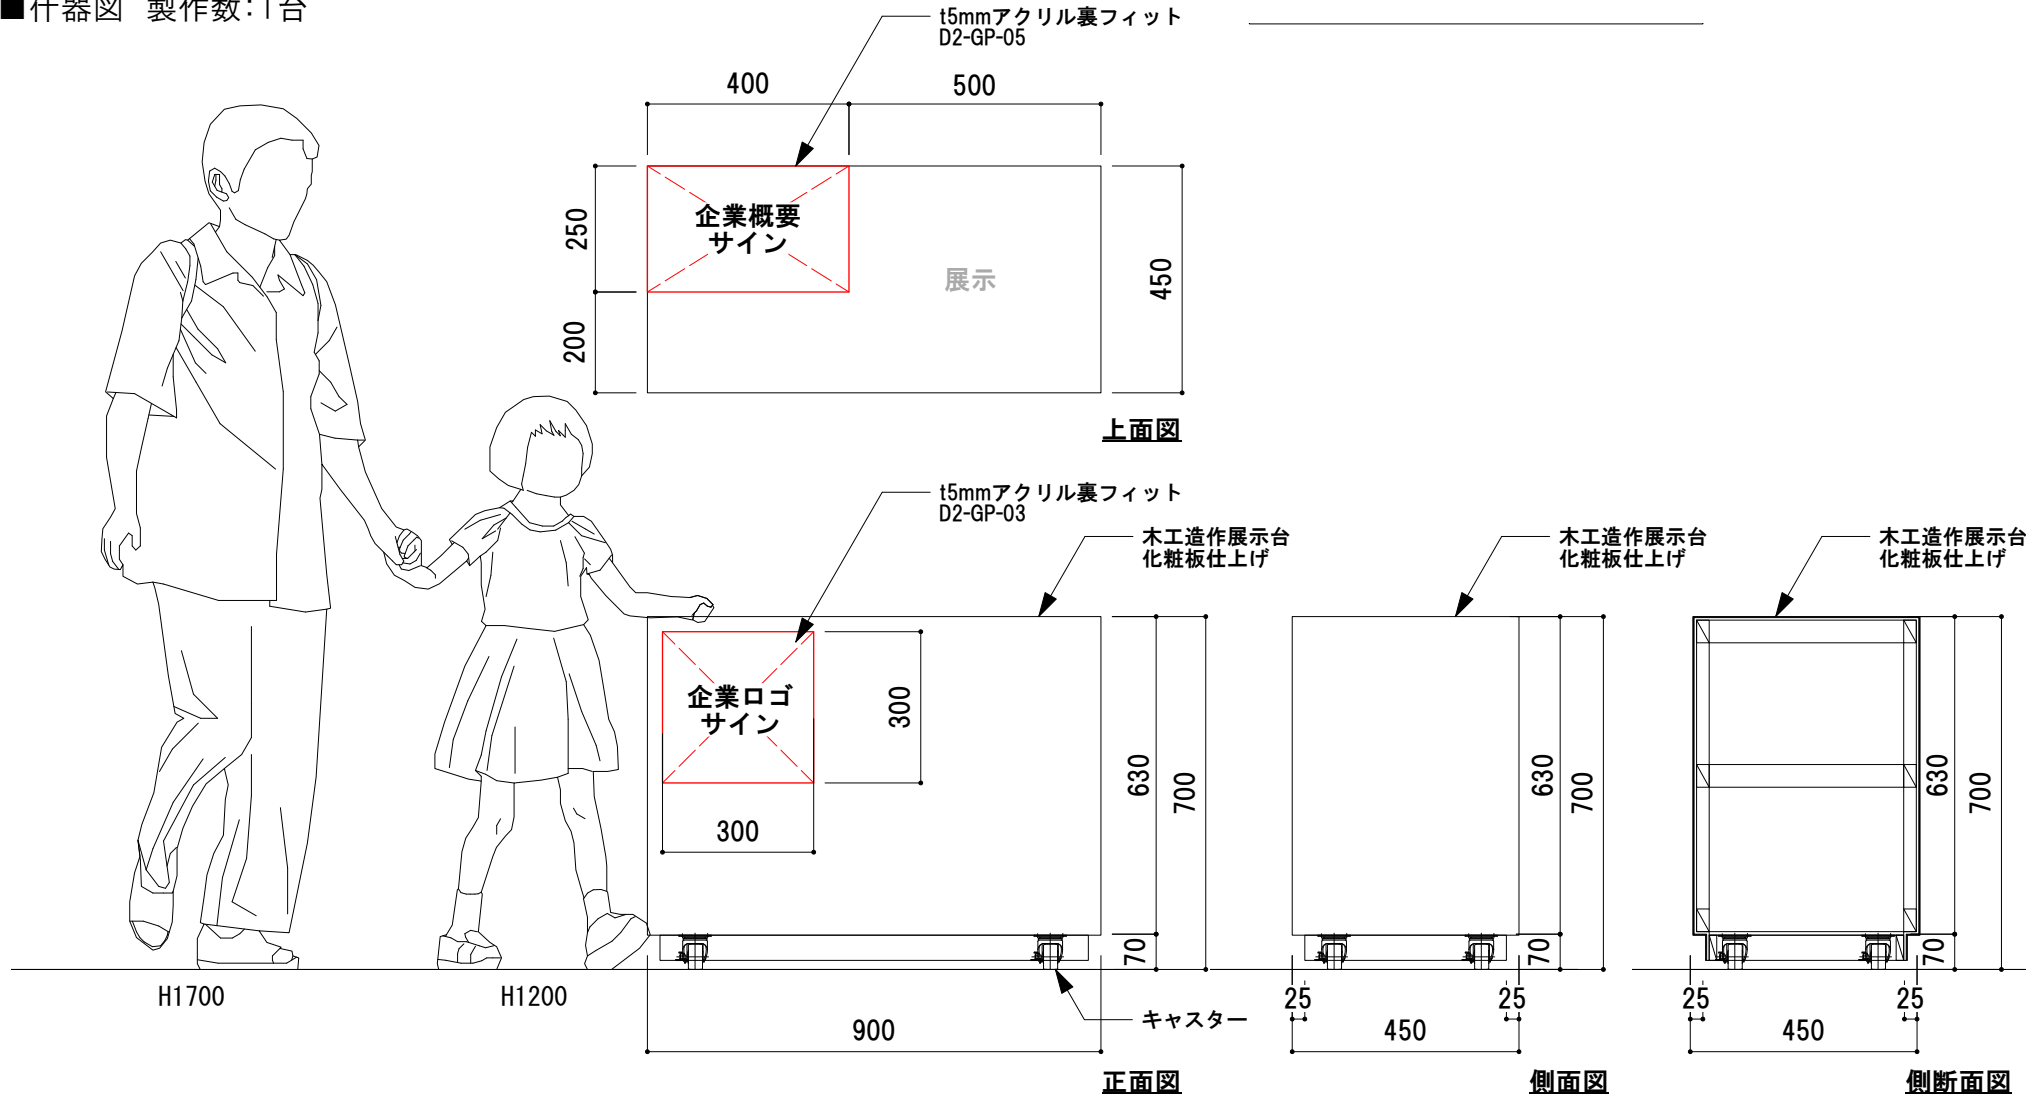 ■什器図 製作数:1台
t5mmアクリル裏フィット
D2-GP-05
400
500
250
200
450
企業概要
サイン
展示
上面図
t5mmアクリル裏フィット
D2-GP-03
木工造作展示台
化粧板仕上げ
企業ロゴ
サイン
300
300
630
700
70
キャスター
900
正面図
H1700
H1200
木工造作展示台
化粧板仕上げ
630
700
70
25
25
450
側面図
木工造作展示台
化粧板仕上げ
630
700
70
25
25
450
側断面図